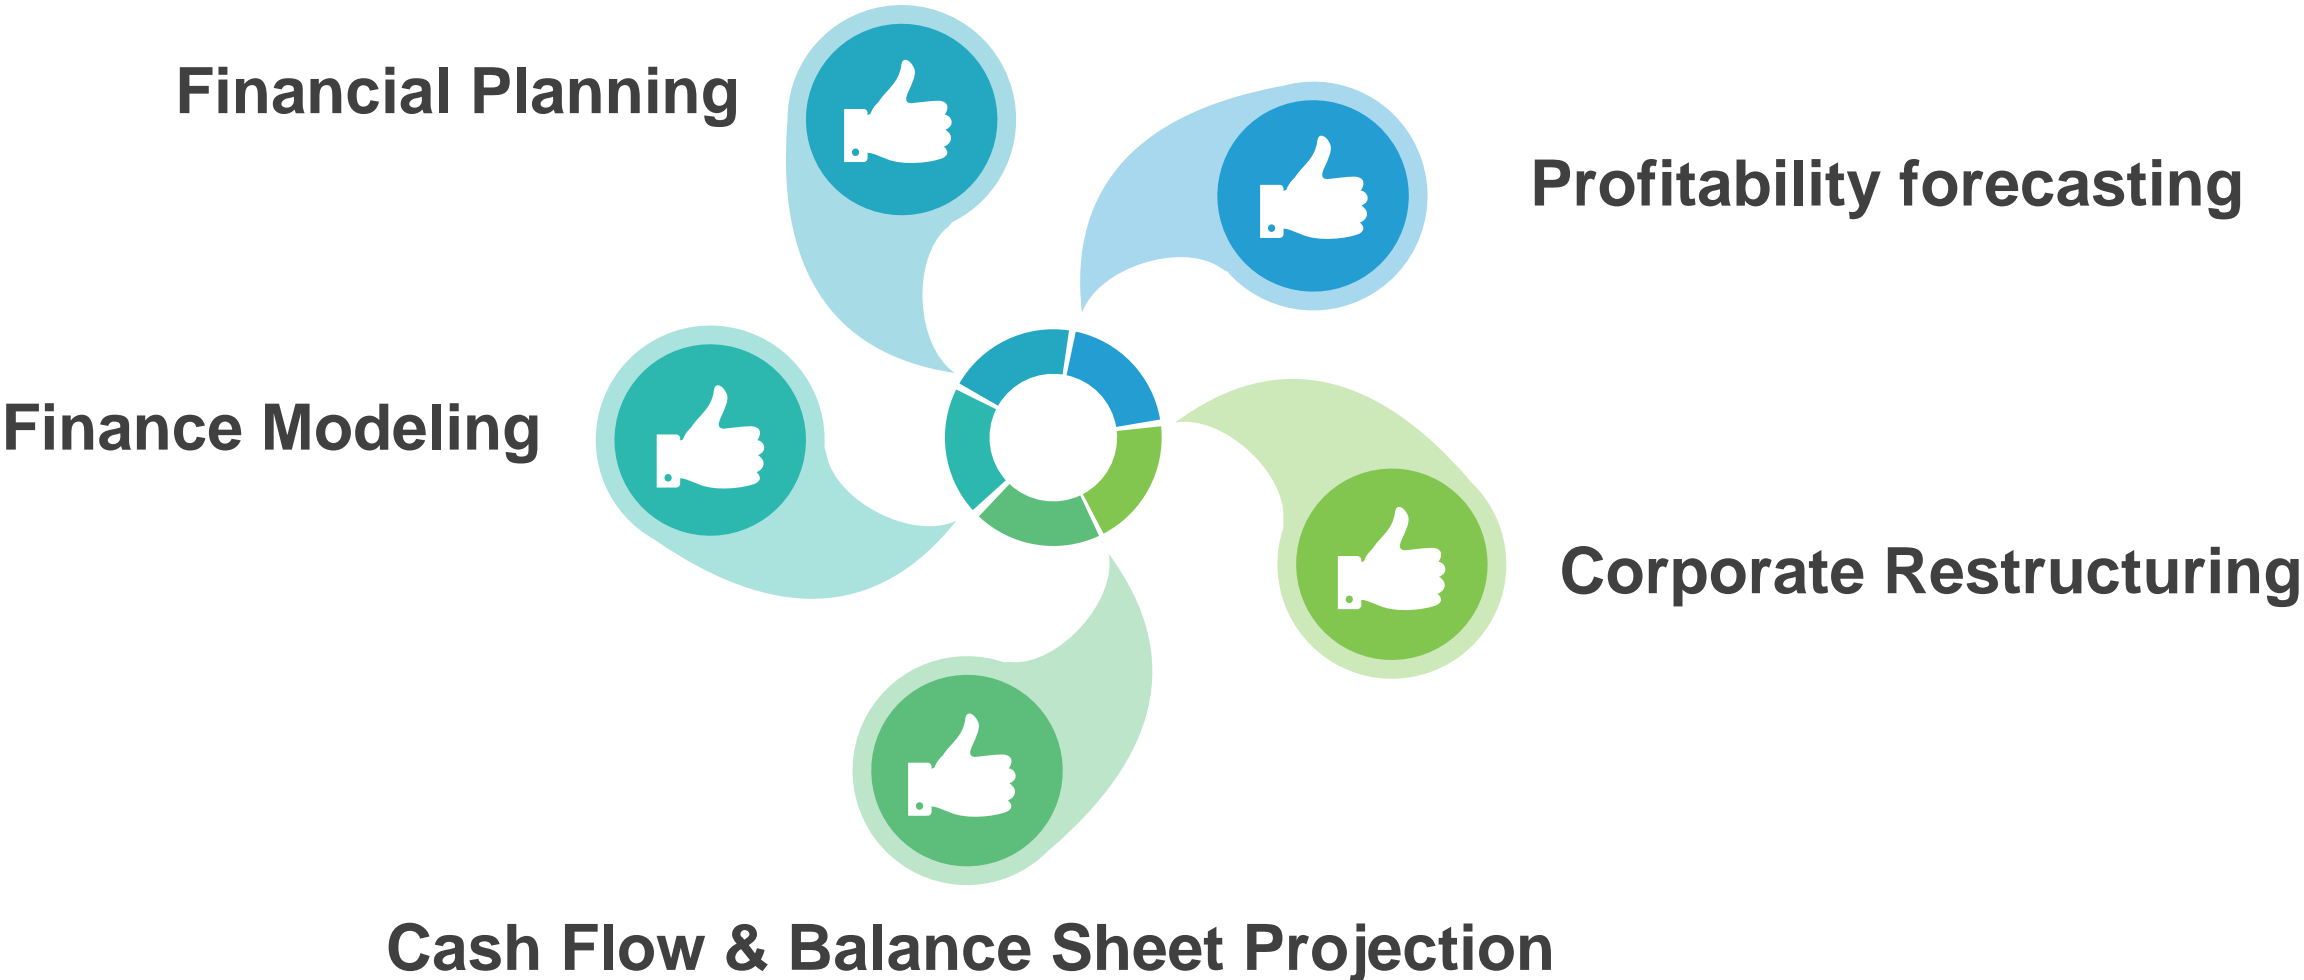 Financial Planning
Profitability forecasting
Finance Modeling
Corporate Restructuring
Cash Flow & Balance Sheet Projection